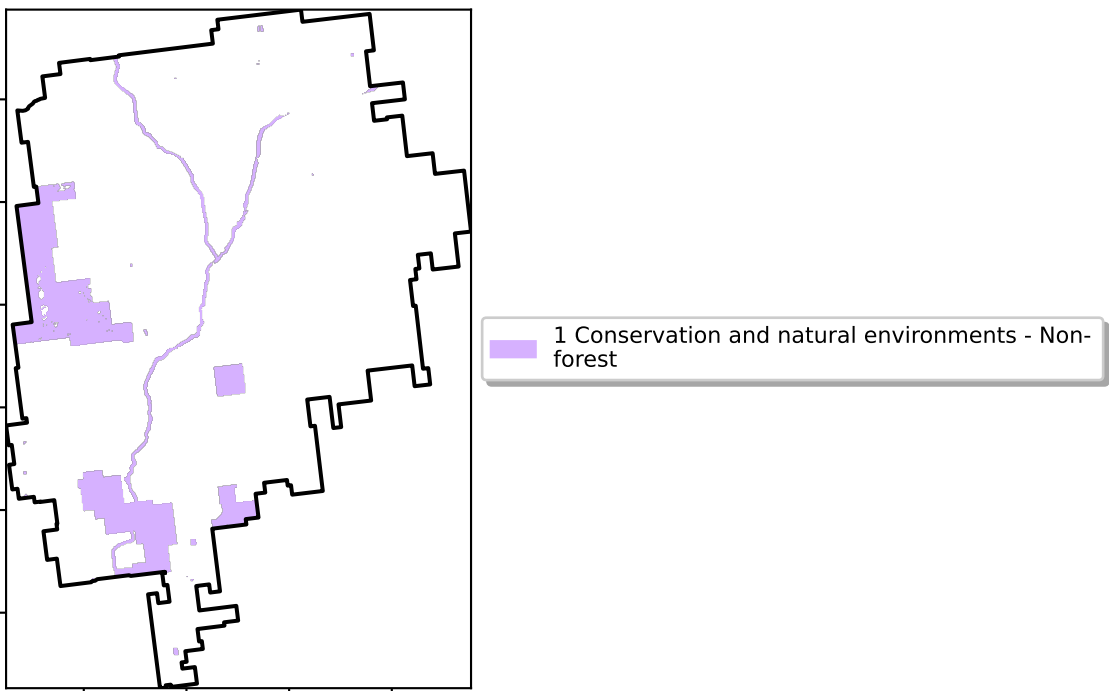 1 Conservation and natural environments - Non-
forest